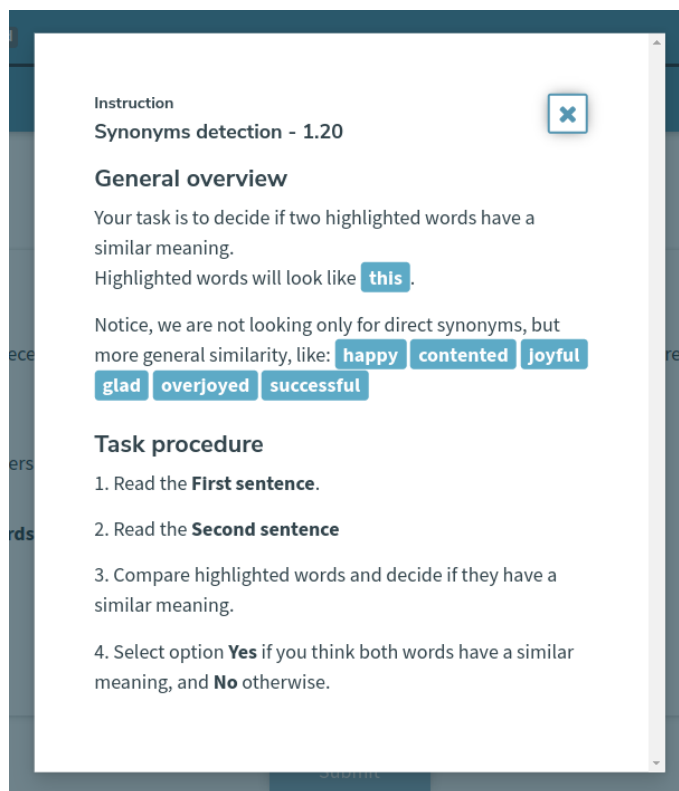 Instruction
Synonyms detection - 1.20
General overview
Your task is to decide if two highlighted words have a
similar meaning.
Highlighted words will look like this .
Notice, we are not looking only for direct synonyms, but
more general similarity, like: happy contented joyful
glad overjoyed successful
Task procedure
1. Read the First sentence.
2. Read the Second sentence
3. Compare highlighted words and decide if they have a
similar meaning.
4. Select option Yes if you think both words have a similar
meaning, and No otherwise.
Submit